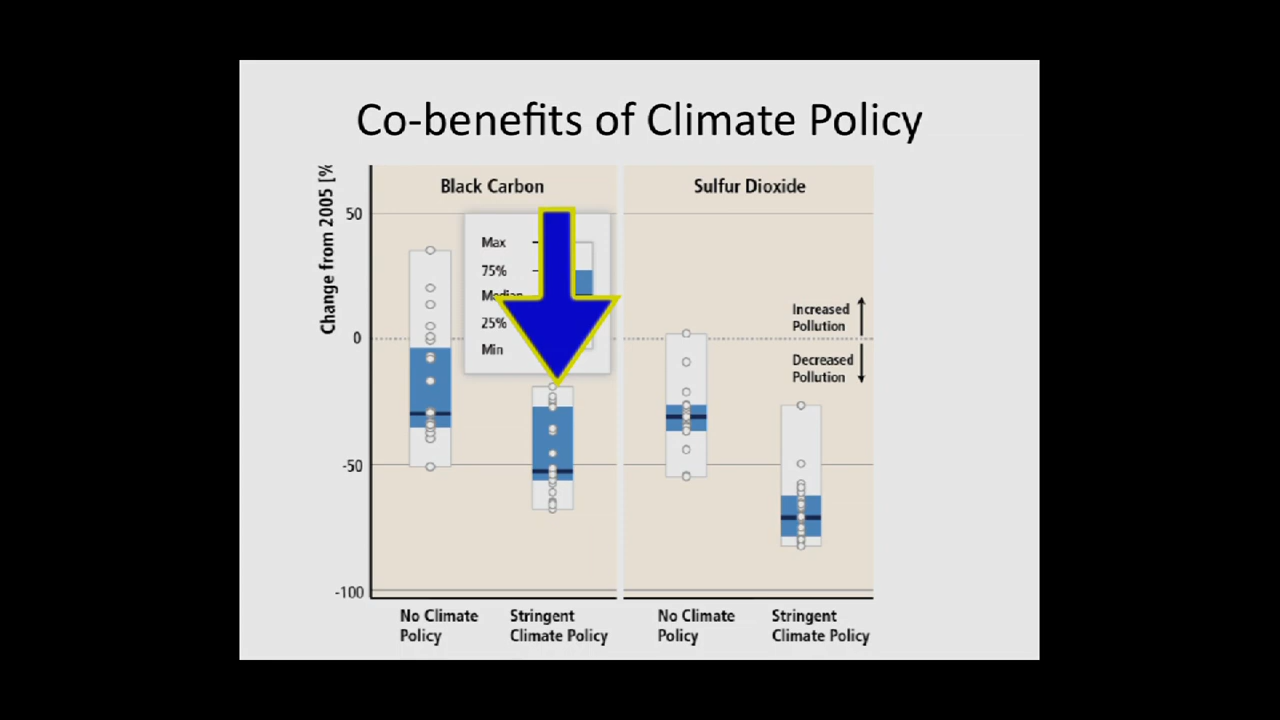 Co-benefits of Climate Policy
Change from 2005 [%
Black Carbon
Sulfur Dioxide
50
0
-50
-100
Max
75%
Median
25%
Min
Increased
Pollution
Decreased
Pollution
No Climate
Policy
Stringent
Climate Policy
No Climate
Policy
Stringent
Climate Policy